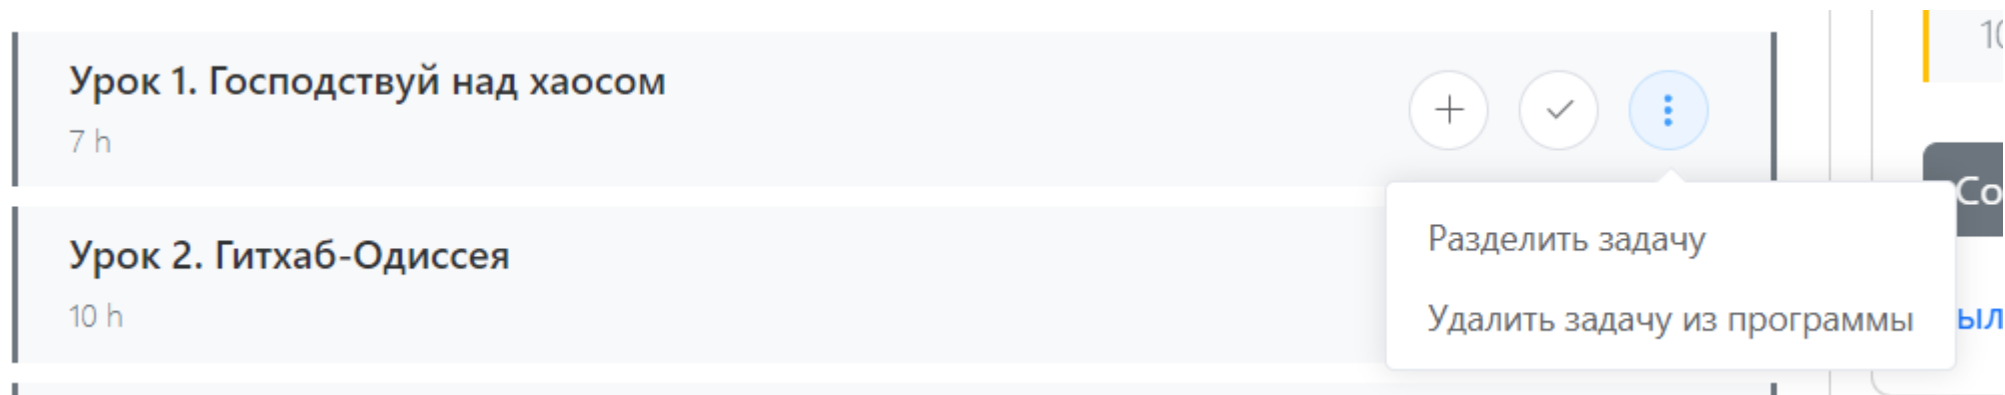 Урок 1. Господствуй над хаосом
7 h
Урок 2. Гитхаб-Одиссея
10 h
Разделить задачу
Удалить задачу из программы